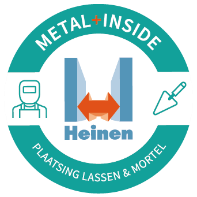 METAL+INSIDE
Heinen
PLAATSING LASSEN & MORTEL